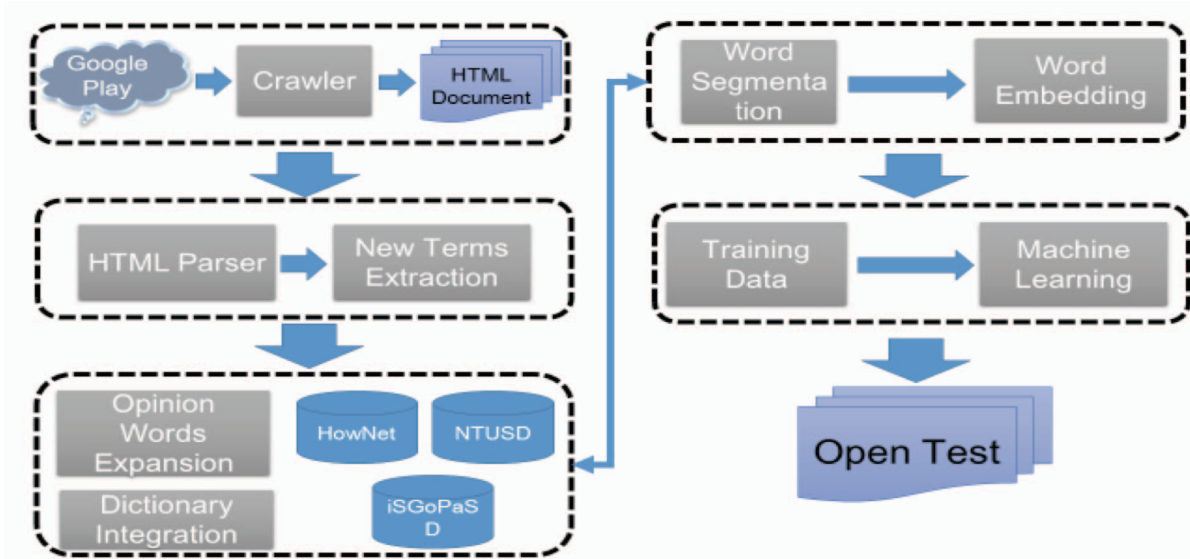 Google
Play
Crawler
HTML
Document
HTML Parser
New Terms
Extraction
Opinion
Words
Expansion
HowNet
NTUSD
Dictionary
Integration
iSGoPaS
D
Word
Segmenta
tion
Word
Embedding
Training
Data
Machine
Learning
Open Test